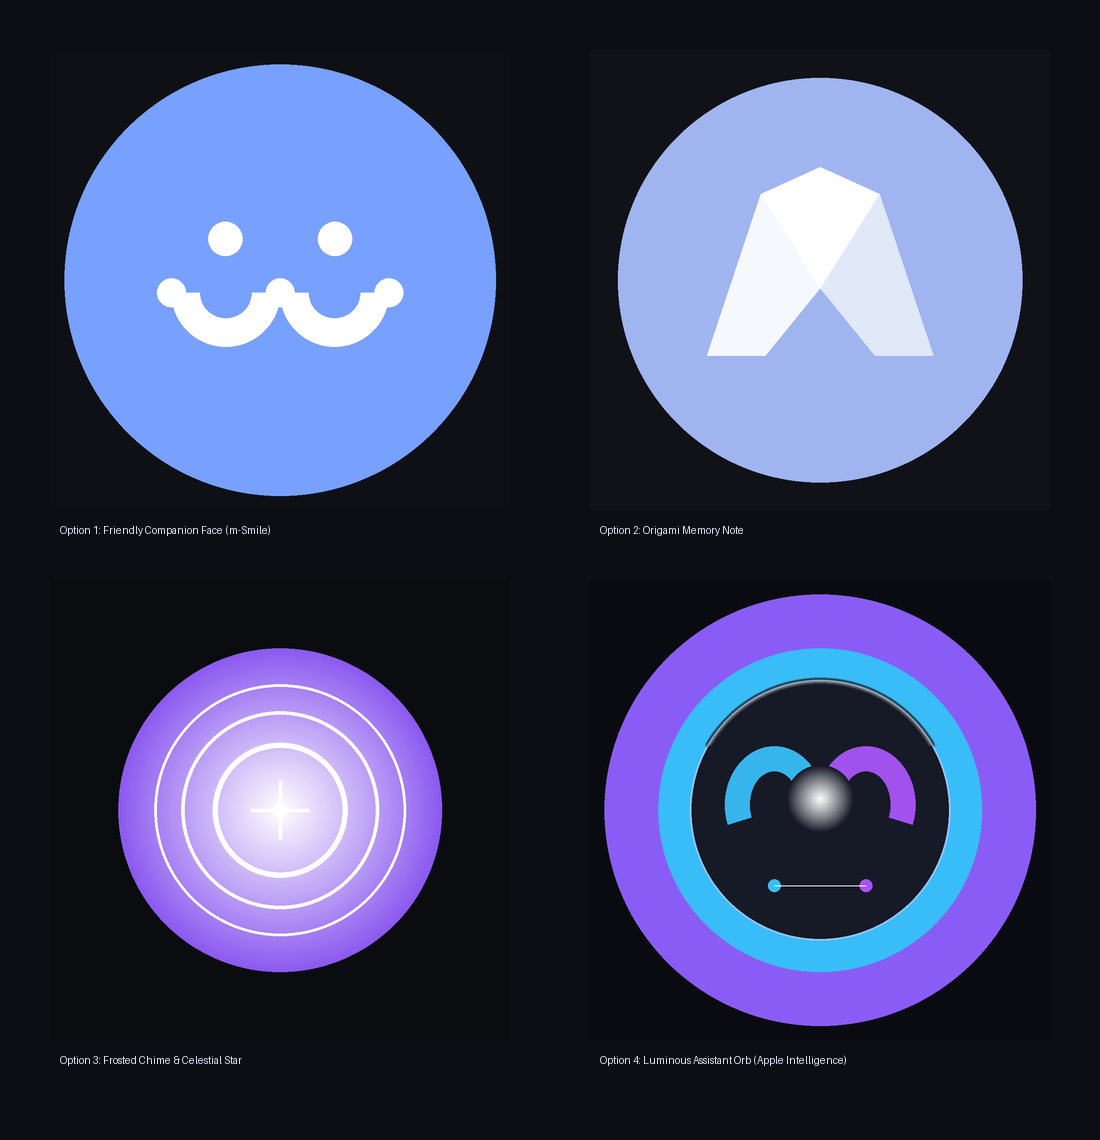 Option 1: Friendly Companion Face (m-Smile)
Option 2: Origami Memory Note
Option 3: Frosted Chime & Celestial Star
Option 4: Luminous Assistant Orb (Apple Intelligence)